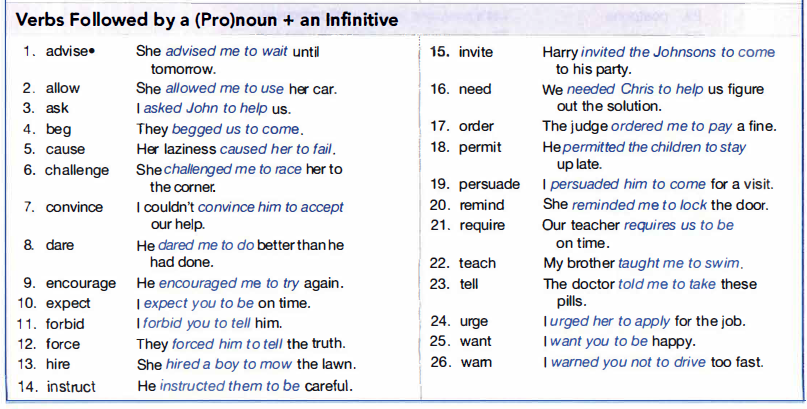 Verbs Followed by a (Pro)noun + an Infinitive
1. advise• She advised me to wait until
tomorrow.
2. allow She allowed me to use her car.
3. ask I asked John to help us.
4. beg They begged us to come.
5. cause Her laziness caused her to fail.
6. challenge She challenged me to race her to
the corner.
7. convince I couldn't convince him to accept
our help.
8. dare He dared me to do better than he
had done.
9. encourage He encouraged me to try again.
10. expect I expect you to be on time.
11. forbid I forbid you to tell him.
12. force They forced him to tell the truth.
13. hire She hired a boy to mow the lawn.
14. instruct He instructed them to be careful.
15. invite Harry invited the Johnsons to come
to his party.
16. need We needed Chris to help us figure
out the solution.
17. order The judge ordered me to pay a fine.
18. permit He permitted the children to stay
up late.
19. persuade I persuaded him to come for a visit.
20. remind She reminded me to lock the door.
21. require Our teacher requires us to be
on time.
22. teach My brother taught me to swim.
23. tell The doctor told me to take these
pills.
24. urge I urged her to apply for the job.
25. want I want you to be happy.
26. warn I warned you not to drive too fast.